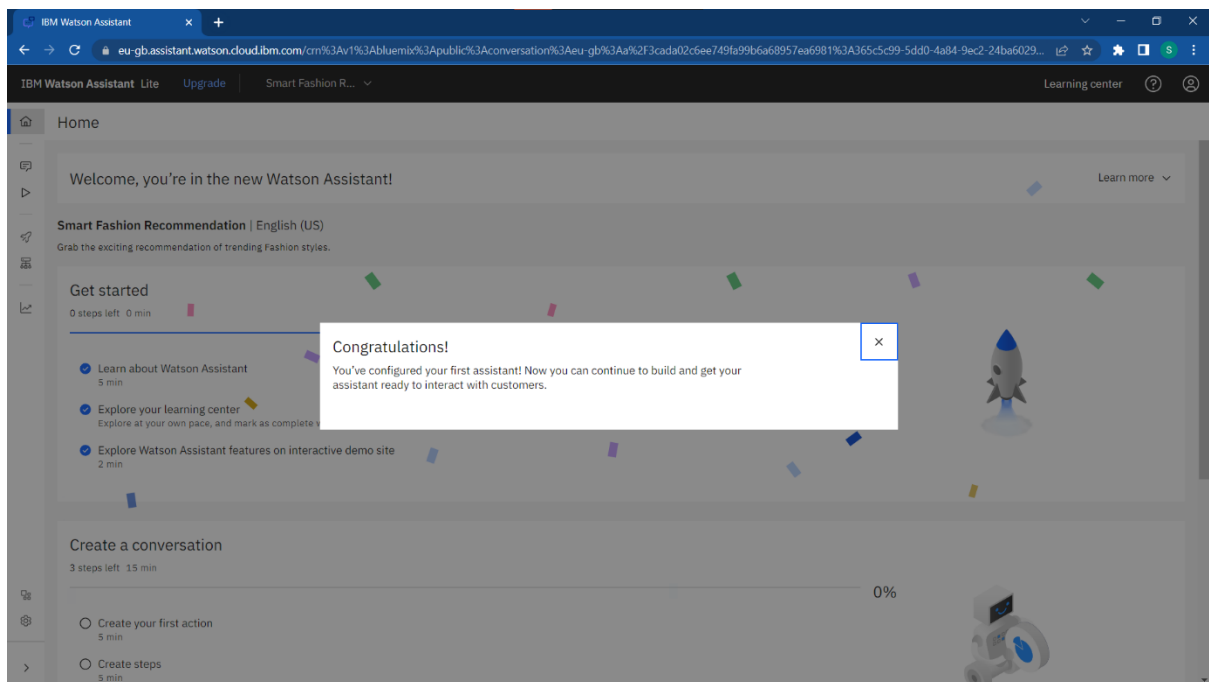 IBM Watson Assistant
eu-gb.assistant.watson.cloud.ibm.com/crn%3Av1%3Abluemix%3Apublic%3Aconversation%3Aeu-gb%3Aa%2F3cada02c6ee749fa99b6a68957ea6981%3A365c5c99-5dd0-4a84-9ec2-24ba6029...
S
IBM Watson Assistant Lite Upgrade Smart Fashion R... Learning center
Home
Welcome, you're in the new Watson Assistant! Learn more
Smart Fashion Recommendation | English (US)
Grab the exciting recommendation of trending Fashion styles.
Get started
0 steps left 0 min
Congratulations!
You've configured your first assistant! Now you can continue to build and get your
assistant ready to interact with customers.
Learn about Watson Assistant
5 min
Explore your learning center
Explore at your own pace, and mark as complete
Explore Watson Assistant features on interactive demo site
2 min
Create a conversation
3 steps left 15 min
0%
Create your first action
5 min
Create steps
5 min